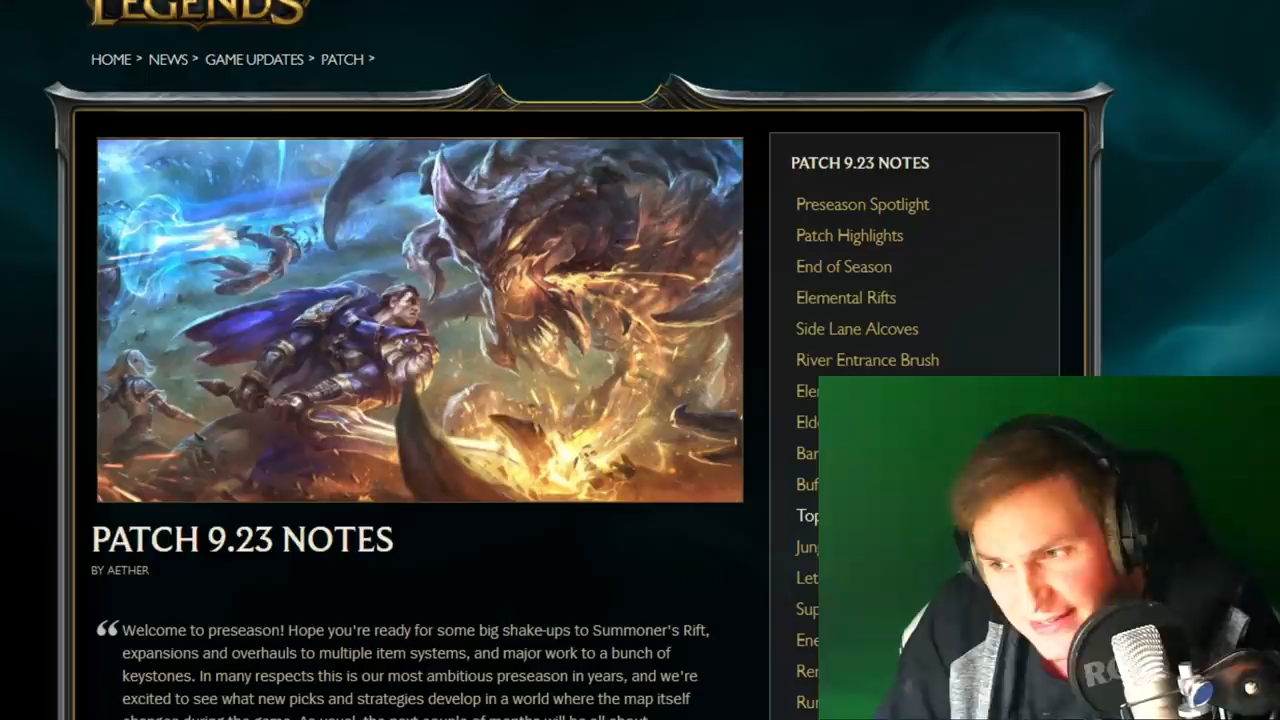 LEGENDS
HOME > NEWS > GAME UPDATES > PATCH >
PATCH 9.23 NOTES
Preseason Spotlight
Patch Highlights
End of Season
Elemental Rifts
Side Lane Alcoves
River Entrance Brush
PATCH 9.23 NOTES
BY AETHER
“Welcome to preseason! Hope you're ready for some big shake-ups to Summoner's Rift,
expansions and overhauls to multiple item systems, and major work to a bunch of
keystones. In many respects this is our most ambitious preseason in years, and we're
excited to see what new picks and strategies develop in a world where the map itself